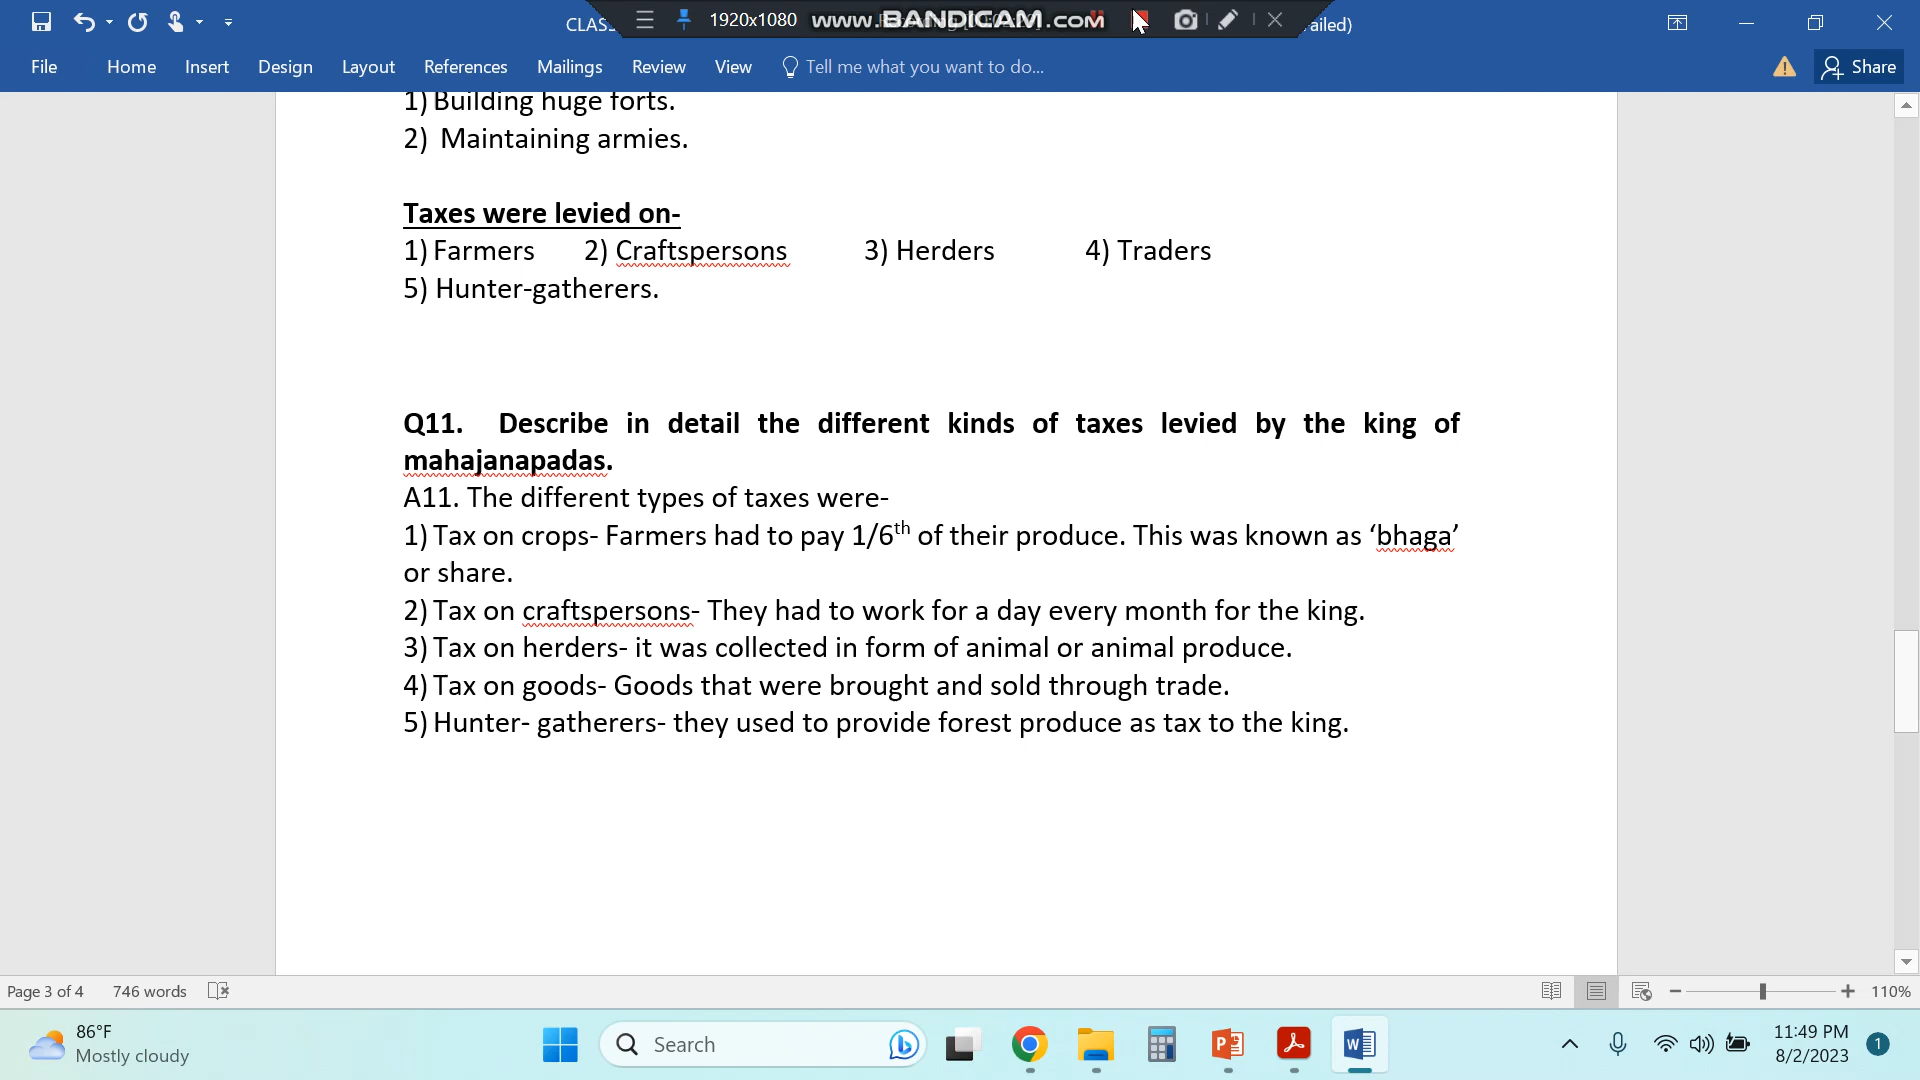 CLAS
1920x1080
www.BANDICAM.com
ailed)
File
Home
Insert
Design
Layout
References
Mailings
Review
View
Tell me what you want to do...
Share
1) Building huge forts.
2) Maintaining armies.
Taxes were levied on-
1) Farmers 2) Craftspersons 3) Herders 4) Traders
5) Hunter-gatherers.
Q11. Describe in detail the different kinds of taxes levied by the king of
mahajanapadas.
A11. The different types of taxes were-
1) Tax on crops- Farmers had to pay 1/6th of their produce. This was known as ‘bhaga’
or share.
2) Tax on craftspersons- They had to work for a day every month for the king.
3) Tax on herders- it was collected in form of animal or animal produce.
4) Tax on goods- Goods that were brought and sold through trade.
5) Hunter- gatherers- they used to provide forest produce as tax to the king.
Page 3 of 4
746 words
110%
86°F
Mostly cloudy
Search
11:49 PM
8/2/2023
1